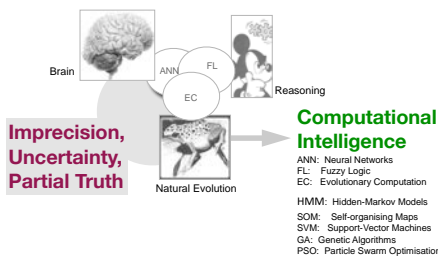 Brain
ANN
FL
EC
Reasoning
Imprecision,
Uncertainty,
Partial Truth
Natural Evolution
Computational
Intelligence
ANN: Neural Networks
FL: Fuzzy Logic
EC: Evolutionary Computation
HMM: Hidden-Markov Models
SOM: Self-organising Maps
SVM: Support-Vector Machines
GA: Genetic Algorithms
PSO: Particle Swarm Optimisation